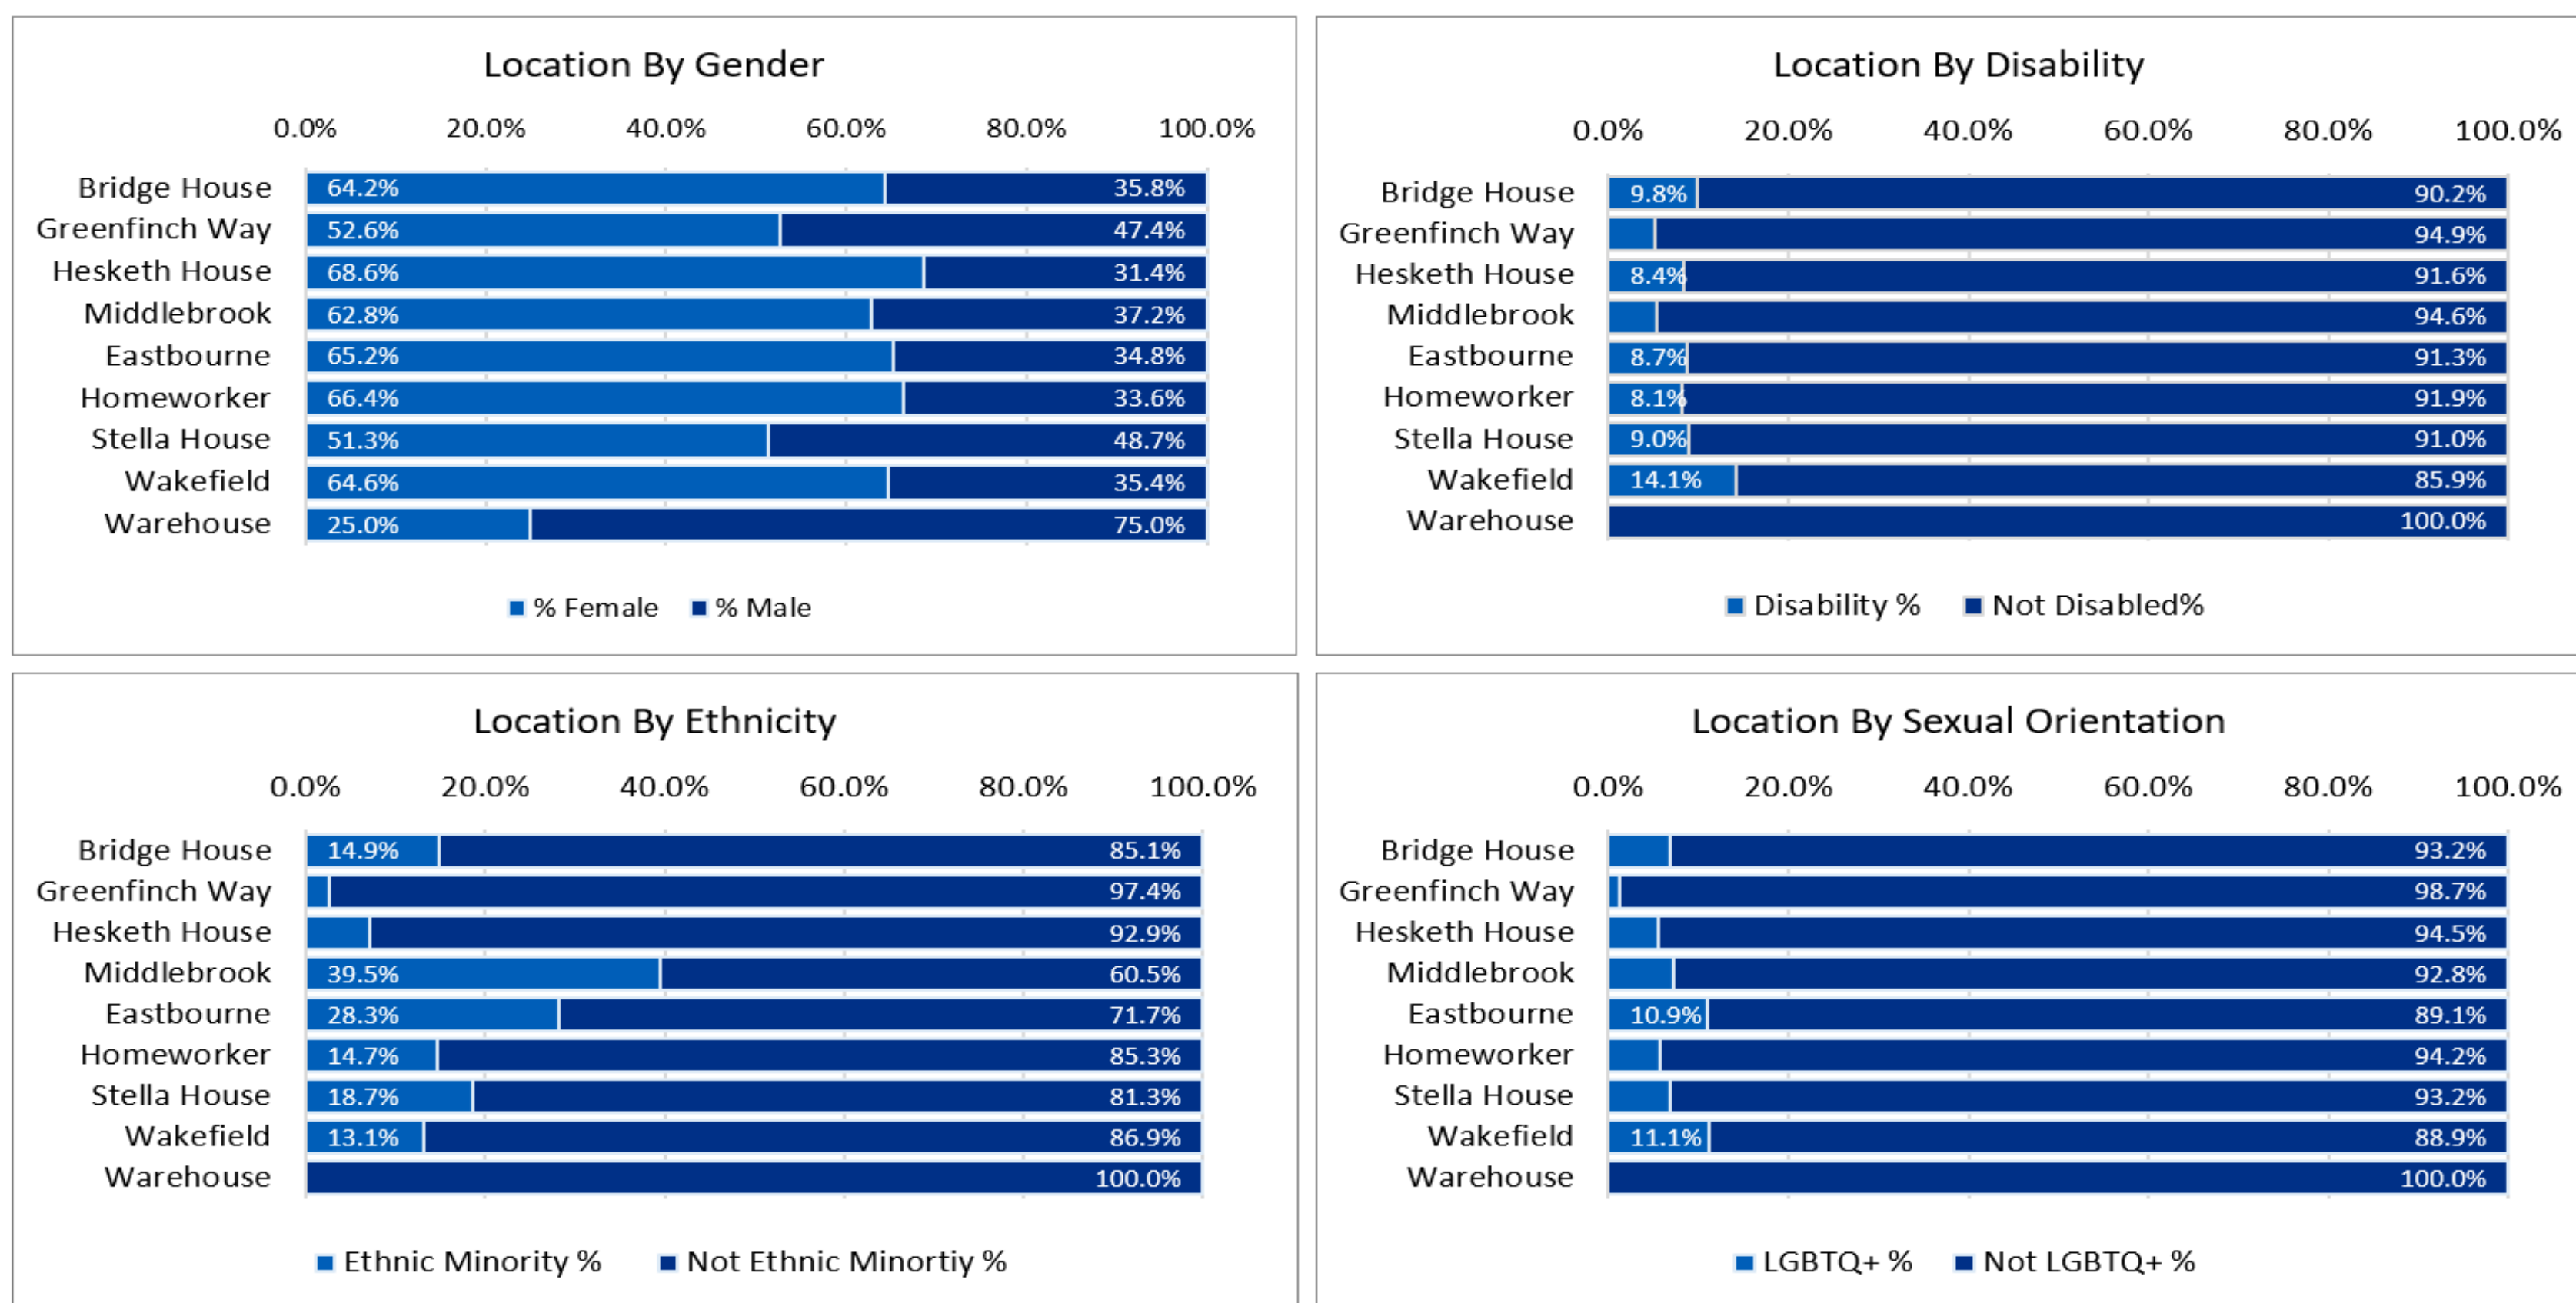 Location By Gender
0.0% 20.0% 40.0% 60.0% 80.0% 100.0%
Bridge House 64.2% 35.8%
Greenfinch Way 52.6% 47.4%
Hesketh House 68.6% 31.4%
Middlebrook 62.8% 37.2%
Eastbourne 65.2% 34.8%
Homeworker 66.4% 33.6%
Stella House 51.3% 48.7%
Wakefield 64.6% 35.4%
Warehouse 25.0% 75.0%
% Female % Male
Location By Disability
0.0% 20.0% 40.0% 60.0% 80.0% 100.0%
Bridge House 9.8% 90.2%
Greenfinch Way 94.9%
Hesketh House 8.4% 91.6%
Middlebrook 94.6%
Eastbourne 8.7% 91.3%
Homeworker 8.1% 91.9%
Stella House 9.0% 91.0%
Wakefield 14.1% 85.9%
Warehouse 100.0%
Disability % Not Disabled%
Location By Ethnicity
0.0% 20.0% 40.0% 60.0% 80.0% 100.0%
Bridge House 14.9% 85.1%
Greenfinch Way 97.4%
Hesketh House 92.9%
Middlebrook 39.5% 60.5%
Eastbourne 28.3% 71.7%
Homeworker 14.7% 85.3%
Stella House 18.7% 81.3%
Wakefield 13.1% 86.9%
Warehouse 100.0%
Ethnic Minority % Not Ethnic Minortiy %
Location By Sexual Orientation
0.0% 20.0% 40.0% 60.0% 80.0% 100.0%
Bridge House 93.2%
Greenfinch Way 98.7%
Hesketh House 94.5%
Middlebrook 92.8%
Eastbourne 10.9% 89.1%
Homeworker 94.2%
Stella House 93.2%
Wakefield 11.1% 88.9%
Warehouse 100.0%
LGBTQ+ % Not LGBTQ+ %